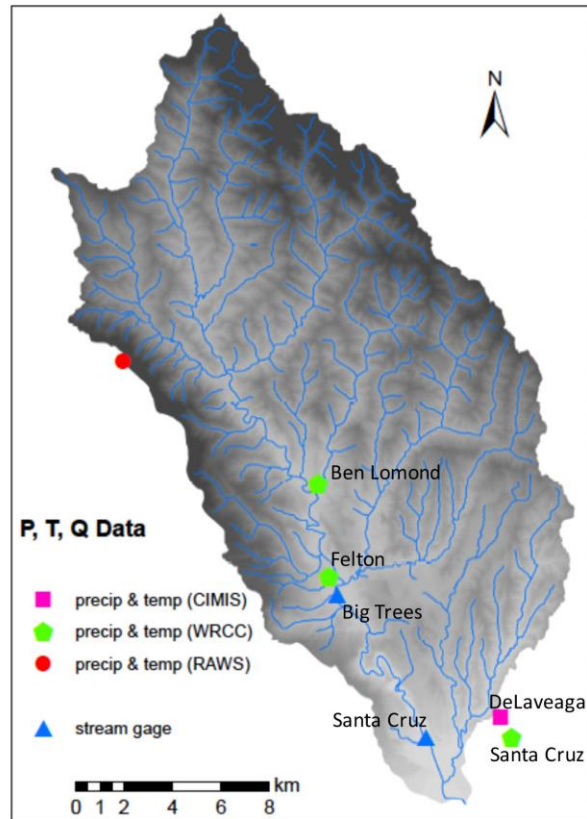 N
Ben Lomond
P, T, Q Data
Felton
precip & temp (CIMIS)
Big Trees
precip & temp (WRCC)
precip & temp (RAWS)
DeLaveaga
Santa Cruz
stream gage
Santa Cruz
km
0 1 2 4 6 8